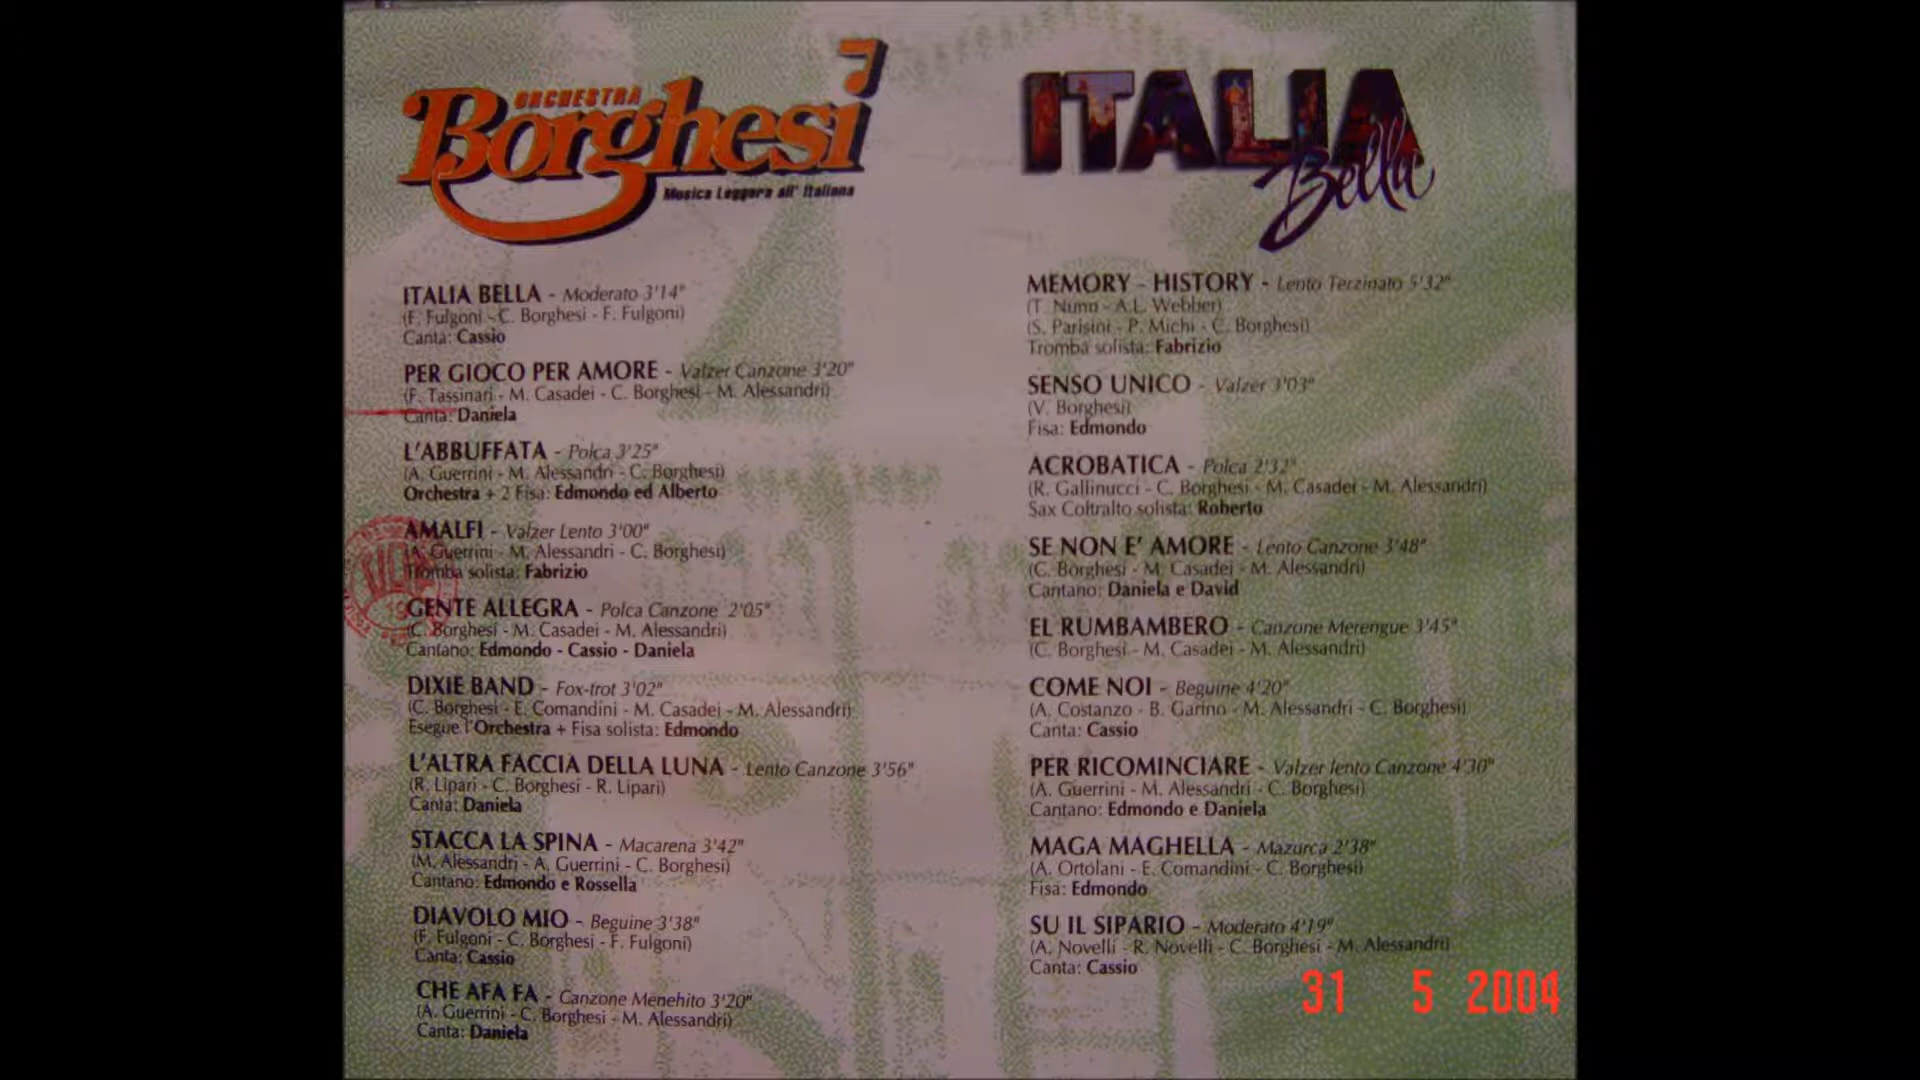 ORCHESTRA
Borghesi
Musica Leggera all' Italiana
ITALIA BELLA - Moderato 3'14"
(F. Fulgoni - C. Borghesi - F. Fulgoni)
Canta: Cassio
PER GIOCO PER AMORE - Valzer Canzone 3'20"
(F. Tassinari - M. Casadei - C. Borghesi - M. Alessandri)
Canta: Daniela
L'ABBUFFATA - Polca 3'25"
(A. Guerrini - M. Alessandri - C. Borghesi)
Orchestra + 2 Fisa: Edmondo ed Alberto
AMALFI - Valzer Lento 3'00"
(A. Guerrini - M. Alessandri - C. Borghesi)
Tromba solista: Fabrizio
GENTE ALLEGRA - Polca Canzone 2'05"
(C. Borghesi - M. Casadei - M. Alessandri)
Cantano: Edmondo - Cassio - Daniela
DIXIE BAND - Fox-trot 3'02"
(C. Borghesi - E. Comandini - M. Casadei - M. Alessandri)
Esegue l'Orchestra + Fisa solista: Edmondo
L'ALTRA FACCIA DELLA LUNA - Lento Canzone 3'56"
(R. Lipari - C. Borghesi - R. Lipari)
Canta: Daniela
STACCA LA SPINA - Macarena 3'42"
(M. Alessandri - A. Guerrini - C. Borghesi)
Cantano: Edmondo e Rossella
DIAVOLO MIO - Beguine 3'38"
(F. Fulgoni - C. Borghesi - F. Fulgoni)
Canta: Cassio
CHE AFA FA - Canzone Menehito 3'20"
(A. Guerrini - C. Borghesi - M. Alessandri)
Canta: Daniela
ITALIA
Bella
MEMORY - HISTORY - Lento Terzinato 5'32"
(T. Nunn - A.L. Webber)
(S. Parisini - P. Michi - C. Borghesi)
Tromba solista: Fabrizio
SENSO UNICO - Valzer 3'03"
(V. Borghesi)
Fisa: Edmondo
ACROBATICA - Polca 2'32"
(R. Gallinucci - C. Borghesi - M. Casadei - M. Alessandri)
Sax Coltralto solista: Roberto
SE NON E' AMORE - Lento Canzone 3'48"
(C. Borghesi - M. Casadei - M. Alessandri)
Cantano: Daniela e David
EL RUMBAMBERO - Canzone Merengue 3'45"
(C. Borghesi - M. Casadei - M. Alessandri)
COME NOI - Beguine 4'20"
(A. Costanzo - B. Garino - M. Alessandri - C. Borghesi)
Canta: Cassio
PER RICOMINCIARE - Valzer lento Canzone 4'30"
(A. Guerrini - M. Alessandri - C. Borghesi)
Cantano: Edmondo e Daniela
MAGA MAGHELLA - Mazurca 2'38"
(A. Ortolani - E. Comandini - C. Borghesi)
Fisa: Edmondo
SU IL SIPARIO - Moderato 4'19"
(A. Novelli - R. Novelli - C. Borghesi - M. Alessandri)
Canta: Cassio
31 5 2004